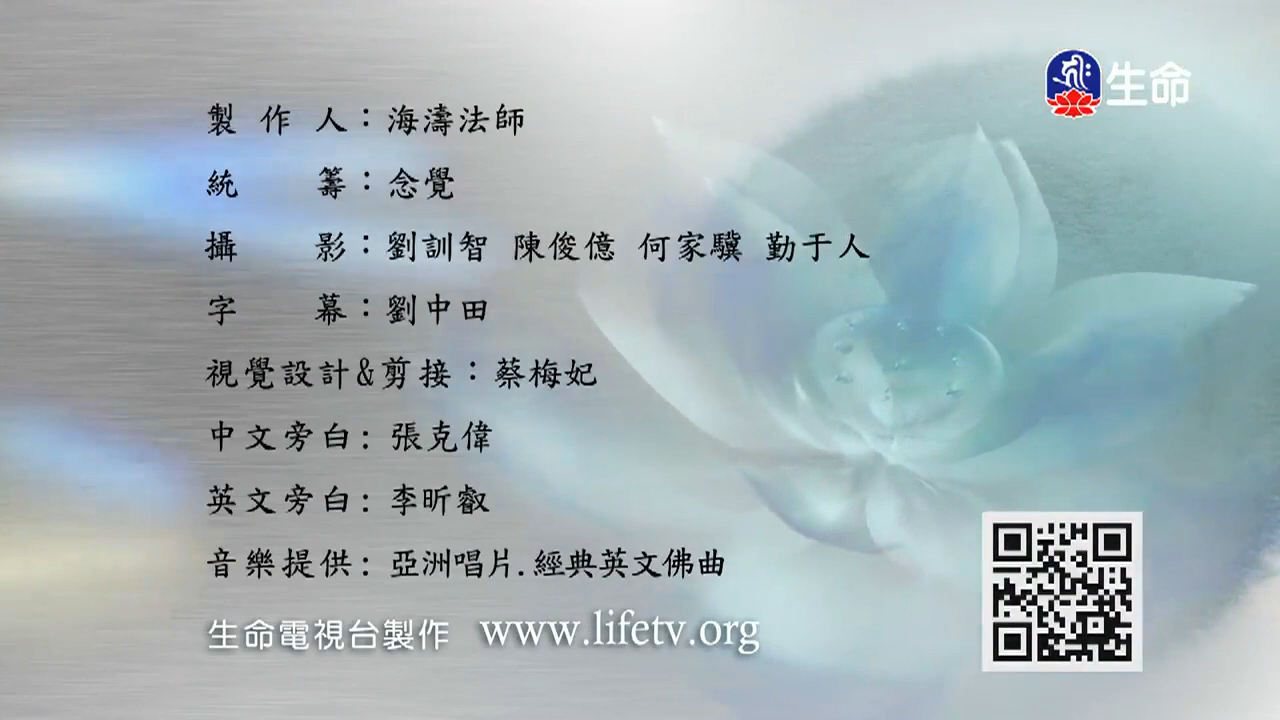 生命
製作人：海濤法師
統籌：念覺
攝影：劉訓智 陳俊億 何家驥 勤于人
字幕：劉中田
視覺設計&剪接：蔡梅妃
中文旁白：張克偉
英文旁白：李昕叡
音樂提供：亞洲唱片.經典英文佛曲
生命電視台製作 www.lifetv.org